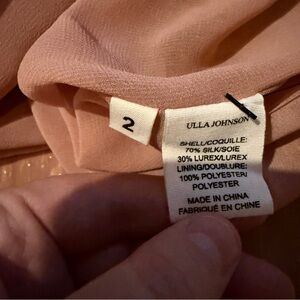 2
ULLA JOHNSON
SHELL/COQUILLE:
70% SILK/SOIE
30% LUREX/LUREX
LINING/DOUBLURE:
100% POLYESTER/
POLYESTER
MADE IN CHINA
FABRIQUÉ EN CHINE